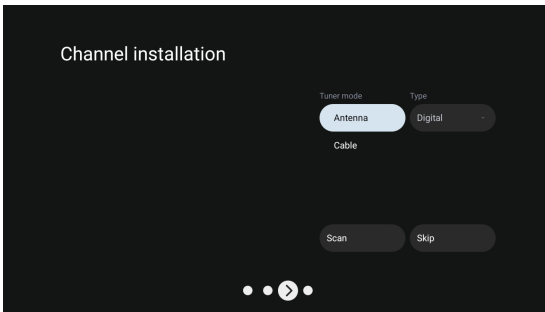 Channel installation
Tuner mode
Type
Antenna
Digital
Cable
Scan
Skip